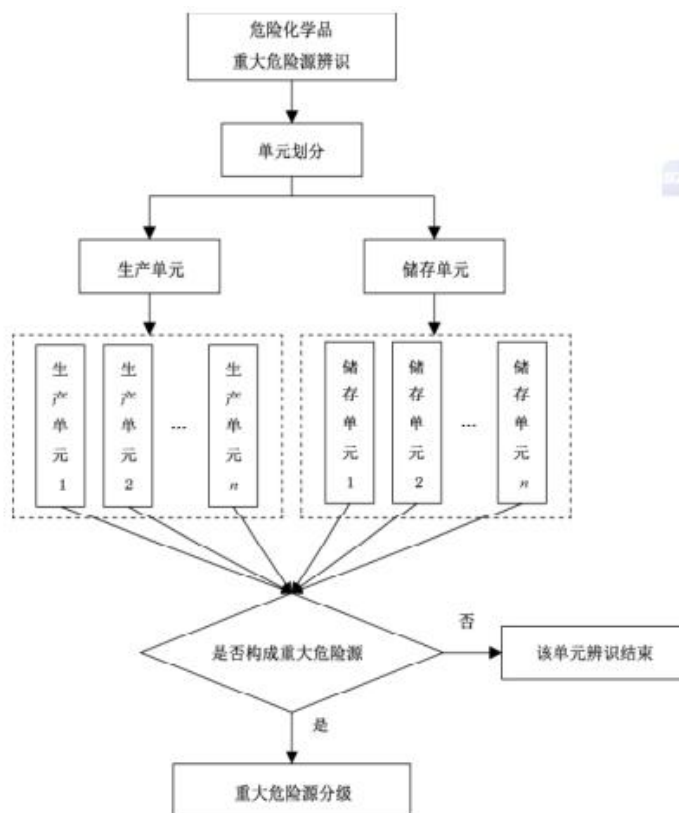 危险化学品
重大危险源辨识
单元划分
生产单元
储存单元
生产单元1
生产单元2
...
生产单元n
储存单元1
储存单元2
...
储存单元n
是否构成重大危险源
否
该单元辨识结束
是
重大危险源分级